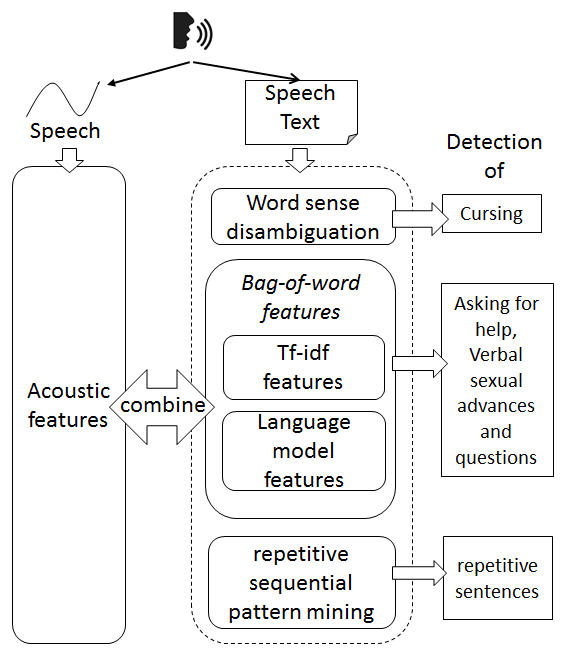 Speech
Speech
Text
Detection
of
Word sense
disambiguation
Cursing
Bag-of-word
features
Tf-idf
features
Language
model
features
Asking for
help,
Verbal
sexual
advances
and
questions
Acoustic
features
combine
repetitive
sequential
pattern mining
repetitive
sentences